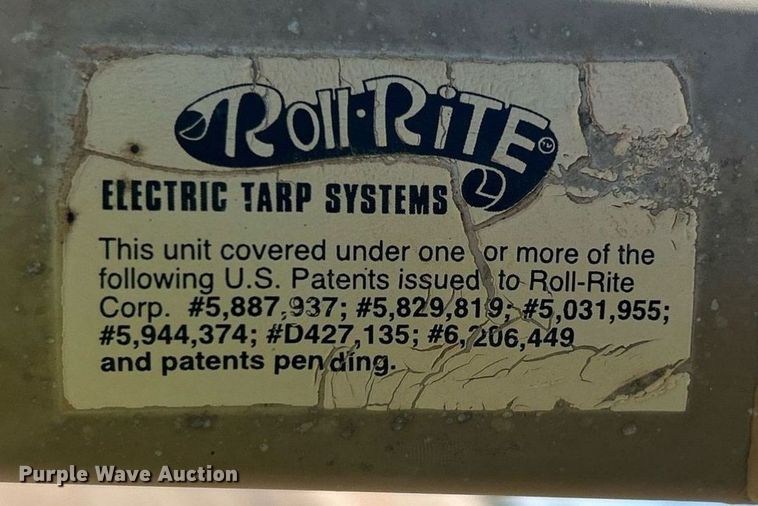 Roll·RiTE TM
ELECTRIC TARP SYSTEMS
This unit covered under one or more of the
following U.S. Patents issued to Roll-Rite
Corp. #5,887,937; #5,829,819; #5,031,955;
#5,944,374; #D427,135; #6,206,449
and patents pending.
Purple Wave Auction